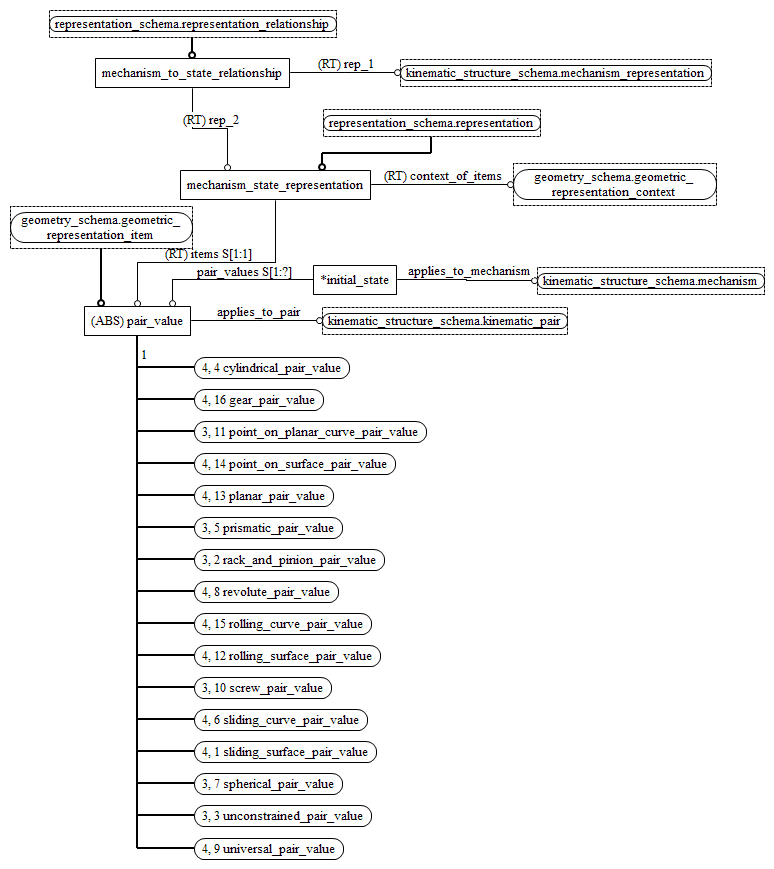 representation_schema.representation_relationship
mechanism_to_state_relationship
(RT) rep_1
kinematic_structure_schema.mechanism_representation
(RT) rep_2
representation_schema.representation
mechanism_state_representation
(RT) context_of_items
geometry_schema.geometric_
representation_context
geometry_schema.geometric_
representation_item
(RT) items S[1:1]
pair_values S[1:?]
*initial_state
applies_to_mechanism
kinematic_structure_schema.mechanism
(ABS) pair_value
applies_to_pair
kinematic_structure_schema.kinematic_pair
1
4, 4 cylindrical_pair_value
4, 16 gear_pair_value
3, 11 point_on_planar_curve_pair_value
4, 14 point_on_surface_pair_value
4, 13 planar_pair_value
3, 5 prismatic_pair_value
3, 2 rack_and_pinion_pair_value
4, 8 revolute_pair_value
4, 15 rolling_curve_pair_value
4, 12 rolling_surface_pair_value
3, 10 screw_pair_value
4, 6 sliding_curve_pair_value
4, 1 sliding_surface_pair_value
3, 7 spherical_pair_value
3, 3 unconstrained_pair_value
4, 9 universal_pair_value